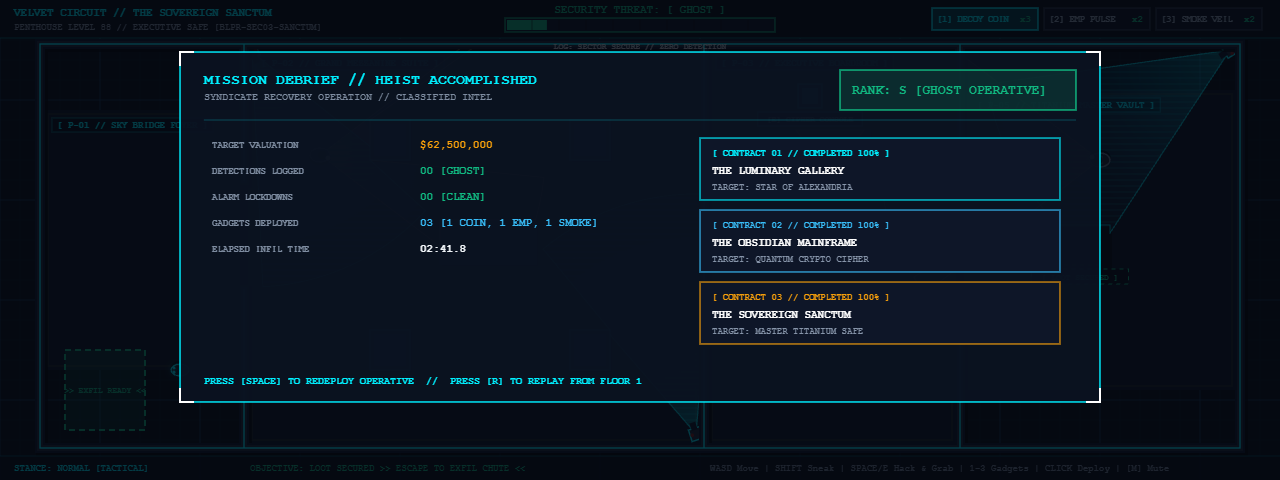 VELVET CIRCUIT // THE SOVEREIGN SANCTUM
PENTHOUSE LEVEL 88 // EXECUTIVE SAFE [ELPR-SEC03-SANCTUM]
SECURITY THREAT: [ GHOST ]
[1] DECOY COIN x3
[2] EMP PULSE x2
[3] SMOKE VEIL x2
LOG: SECTOR SECURE // ZERO DETECTION
MISSION DEBRIEF // HEIST ACCOMPLISHED
SYNDICATE RECOVERY OPERATION // CLASSIFIED INTEL
RANK: S [GHOST OPERATIVE]
[ P-01 // SKY BRIDGE
VAULT ]
TARGET VALUATION $62,500,000
DETECTIONS LOGGED 00 [GHOST]
ALARM LOCKDOWNS 00 [CLEAN]
GADGETS DEPLOYED 03 [1 COIN, 1 EMP, 1 SMOKE]
ELAPSED INFIL TIME 02:41.8
[ CONTRACT 01 // COMPLETED 100% ]
THE LUMINARY GALLERY
TARGET: STAR OF ALEXANDRIA
[ CONTRACT 02 // COMPLETED 100% ]
THE OBSIDIAN MAINFRAME
TARGET: QUANTUM CRYPTO CIPHER
[ CONTRACT 03 // COMPLETED 100% ]
THE SOVEREIGN SANCTUM
TARGET: MASTER TITANIUM SAFE
PRESS [SPACE] TO REDEPLOY OPERATIVE // PRESS [R] TO REPLAY FROM FLOOR 1
>> EXFIL READY <<
STANCE: NORMAL [TACTICAL]
OBJECTIVE: LOOT SECURED >> ESCAPE TO EXFIL CHUTE <<
WASD Move | SHIFT Sneak | SPACE/E Hack & Grab | 1-3 Gadgets | CLICK Deploy | [M] Mute